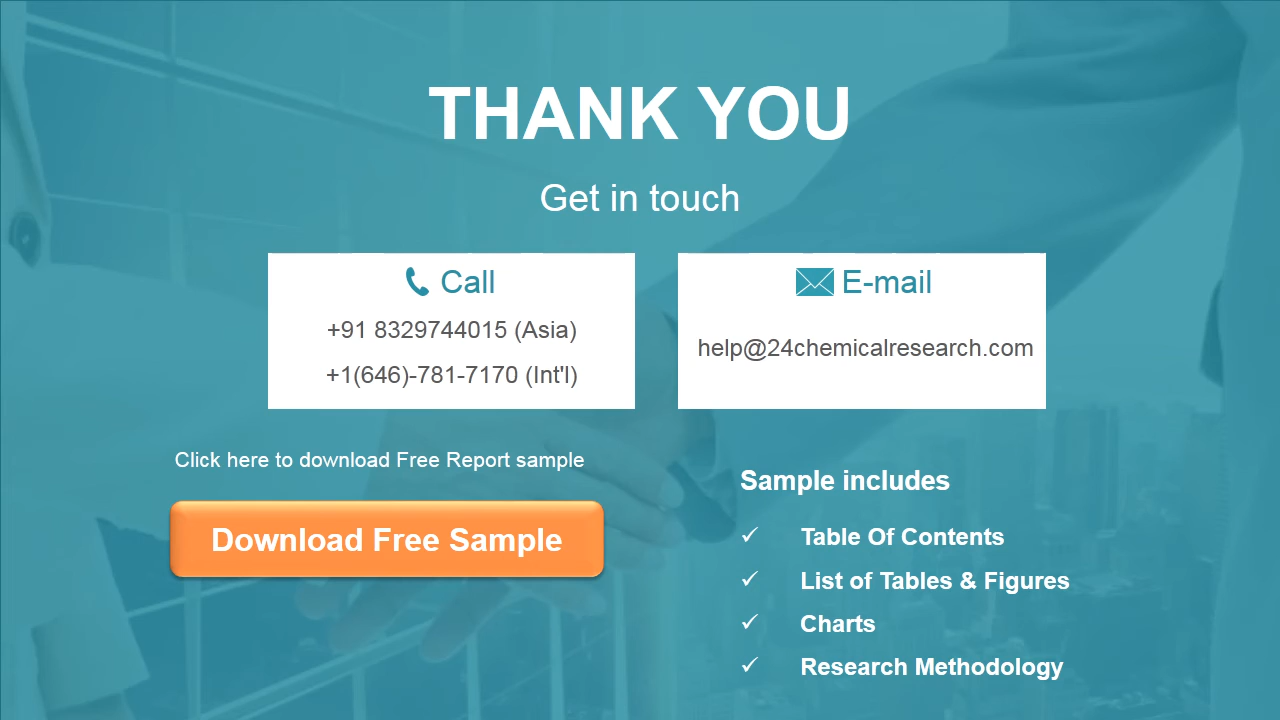 THANK YOU
Get in touch
Call
+91 8329744015 (Asia)
+1(646)-781-7170 (Int'l)
E-mail
help@24chemicalresearch.com
Click here to download Free Report sample
Download Free Sample
Sample includes
✓ Table Of Contents
✓ List of Tables & Figures
✓ Charts
✓ Research Methodology